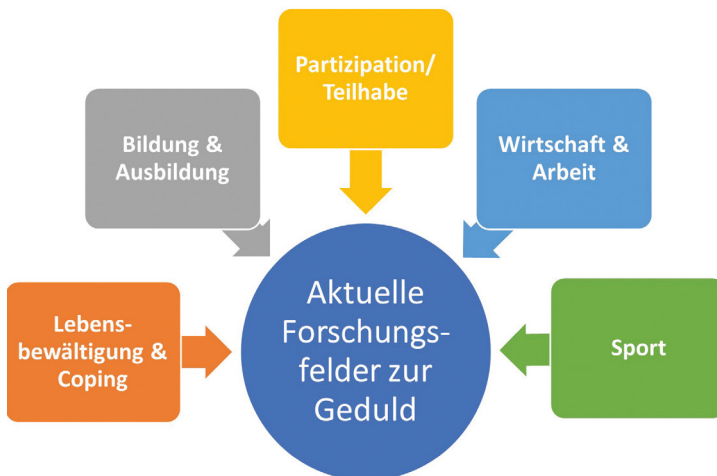 Partizipation/
Teilhabe
Bildung &
Ausbildung
Wirtschaft &
Arbeit
Lebens-
bewältigung &
Coping
Aktuelle
Forschungs-
felder zur
Geduld
Sport